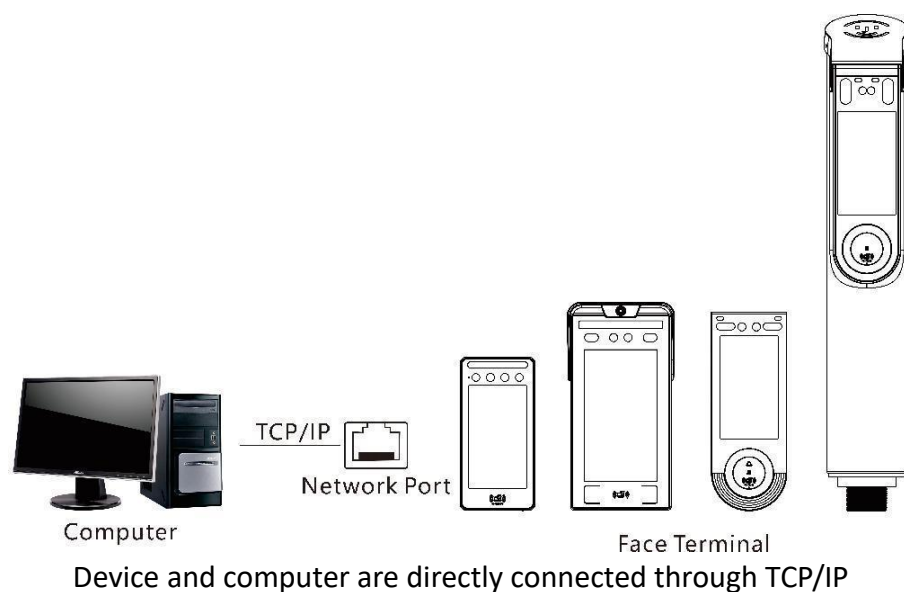 TCP/IP
Network Port
Computer
Face Terminal
Device and computer are directly connected through TCP/IP